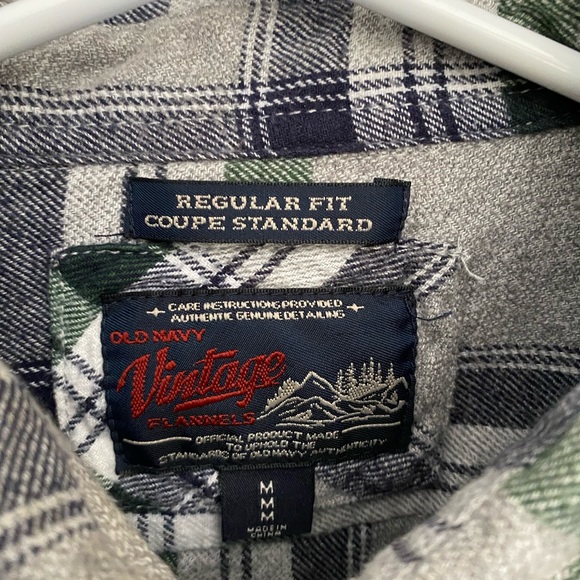 REGULAR FIT
COUPE STANDARD
CARE INSTRUCTIONS PROVIDED
AUTHENTIC GENUINE DETAILING
OLD NAVY
Vintage
FLANNELS
OFFICIAL PRODUCT MADE
TO UPHOLD THE
STANDARDS OF OLD NAVY AUTHENTICITY
M
M
M
MADE IN
CHINA